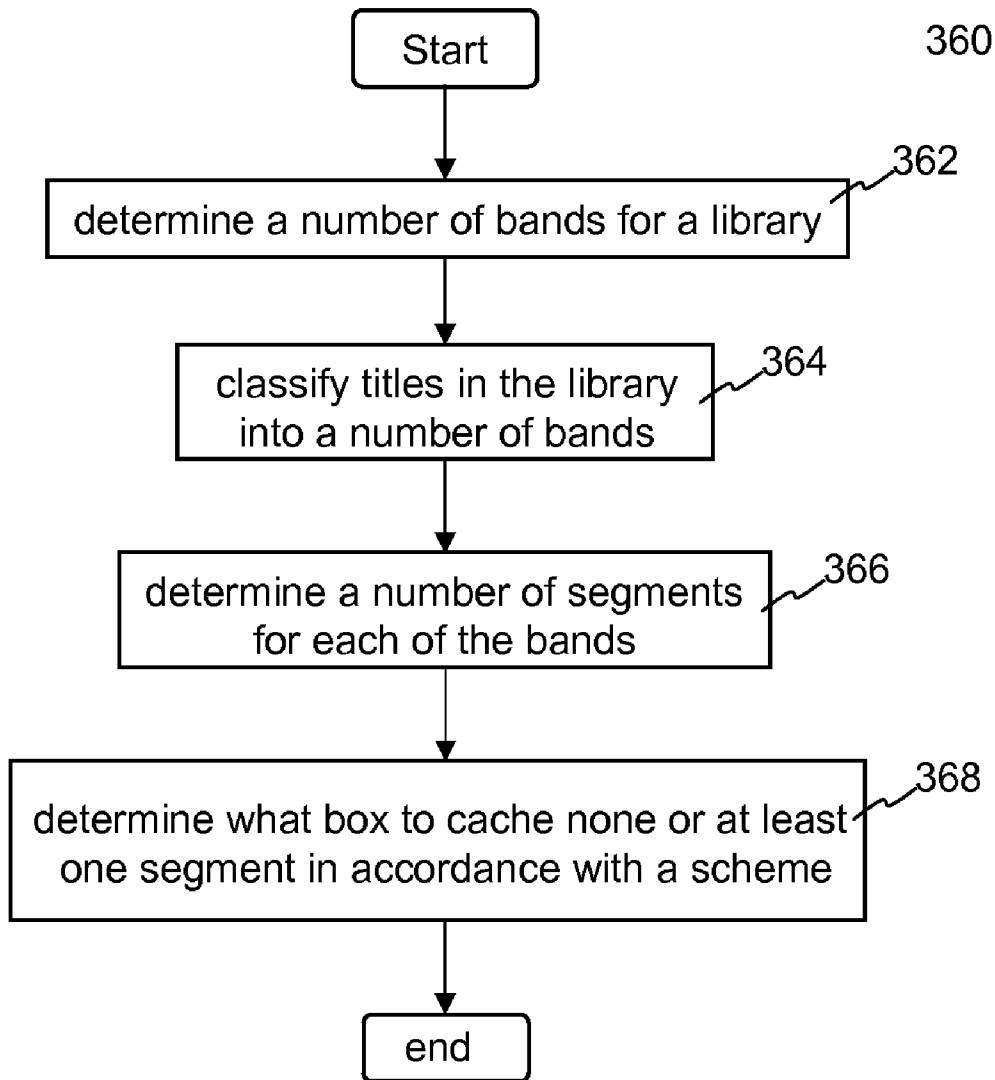 Start
360
362
determine a number of bands for a library
364
classify titles in the library
into a number of bands
366
determine a number of segments
for each of the bands
368
determine what box to cache none or at least
one segment in accordance with a scheme
end